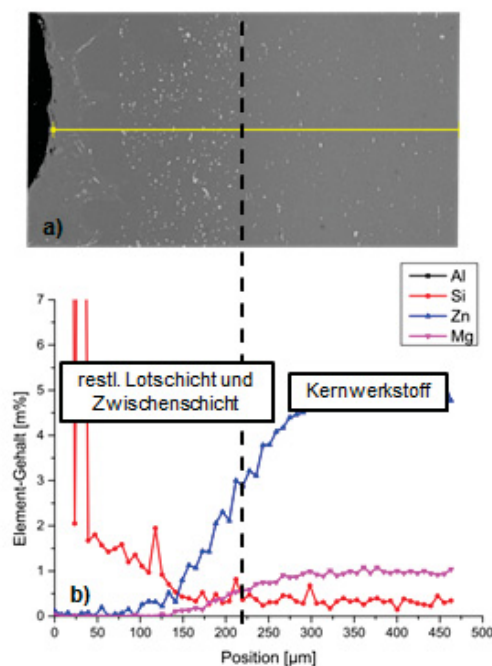 a)
Al
Si
Zn
Mg
restl. Lotschicht und
Zwischenschicht
Kernwerkstoff
Element-Gehalt [m%]
7
6
5
4
3
2
1
0
b)
0 50 100 150 200 250 300 350 400 450 500
Position [µm]